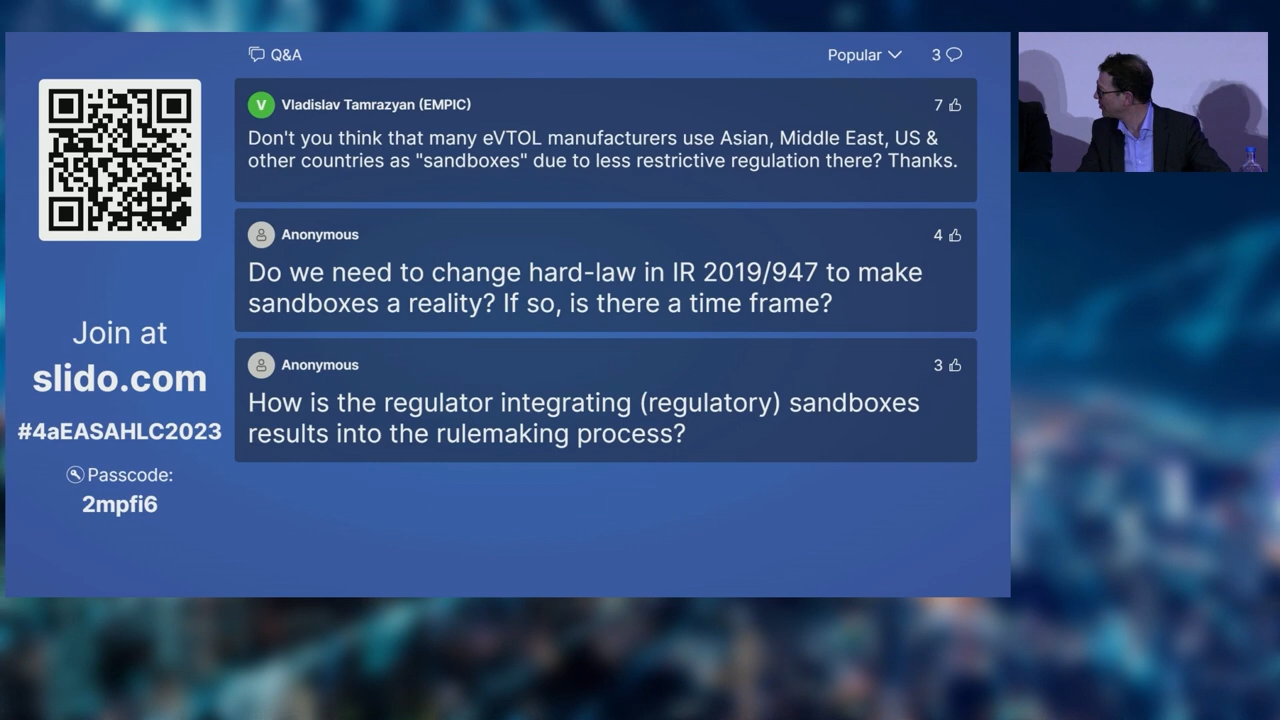 Q&A
Popular
3
V
Vladislav Tamrazyan (EMPIC)
7
Don't you think that many eVTOL manufacturers use Asian, Middle East, US &
other countries as "sandboxes" due to less restrictive regulation there? Thanks.
Anonymous
4
Do we need to change hard-law in IR 2019/947 to make
sandboxes a reality? If so, is there a time frame?
Anonymous
3
How is the regulator integrating (regulatory) sandboxes
results into the rulemaking process?
Join at
slido.com
#4aEASAHLC2023
Passcode:
2mpfi6